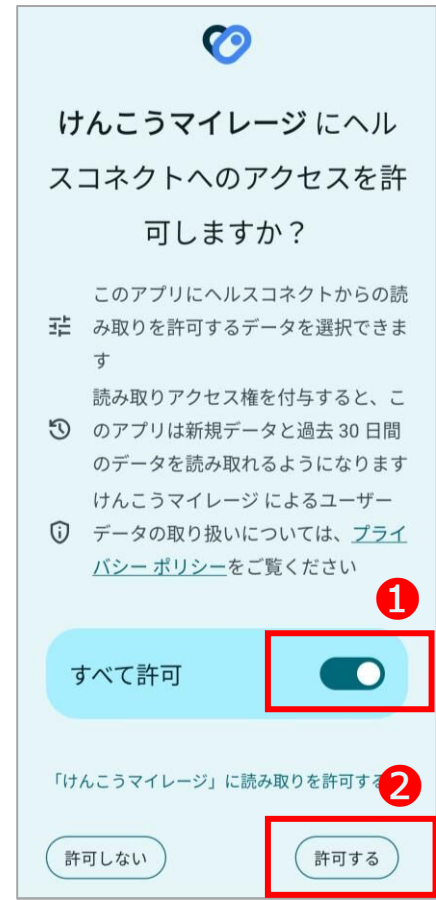 けんこうマイレージ にヘル
スコネクトへのアクセスを許
可しますか？
このアプリにヘルスコネクトからの読
み取りを許可するデータを選択できま
す
読み取りアクセス権を付与すると、こ
のアプリは新規データと過去 30 日間
のデータを読み取れるようになります
けんこうマイレージ によるユーザー
データの取り扱いについては、プライ
バシー ポリシーをご覧ください
1
すべて許可
「けんこうマイレージ」に読み取りを許可す
2
許可しない
許可する